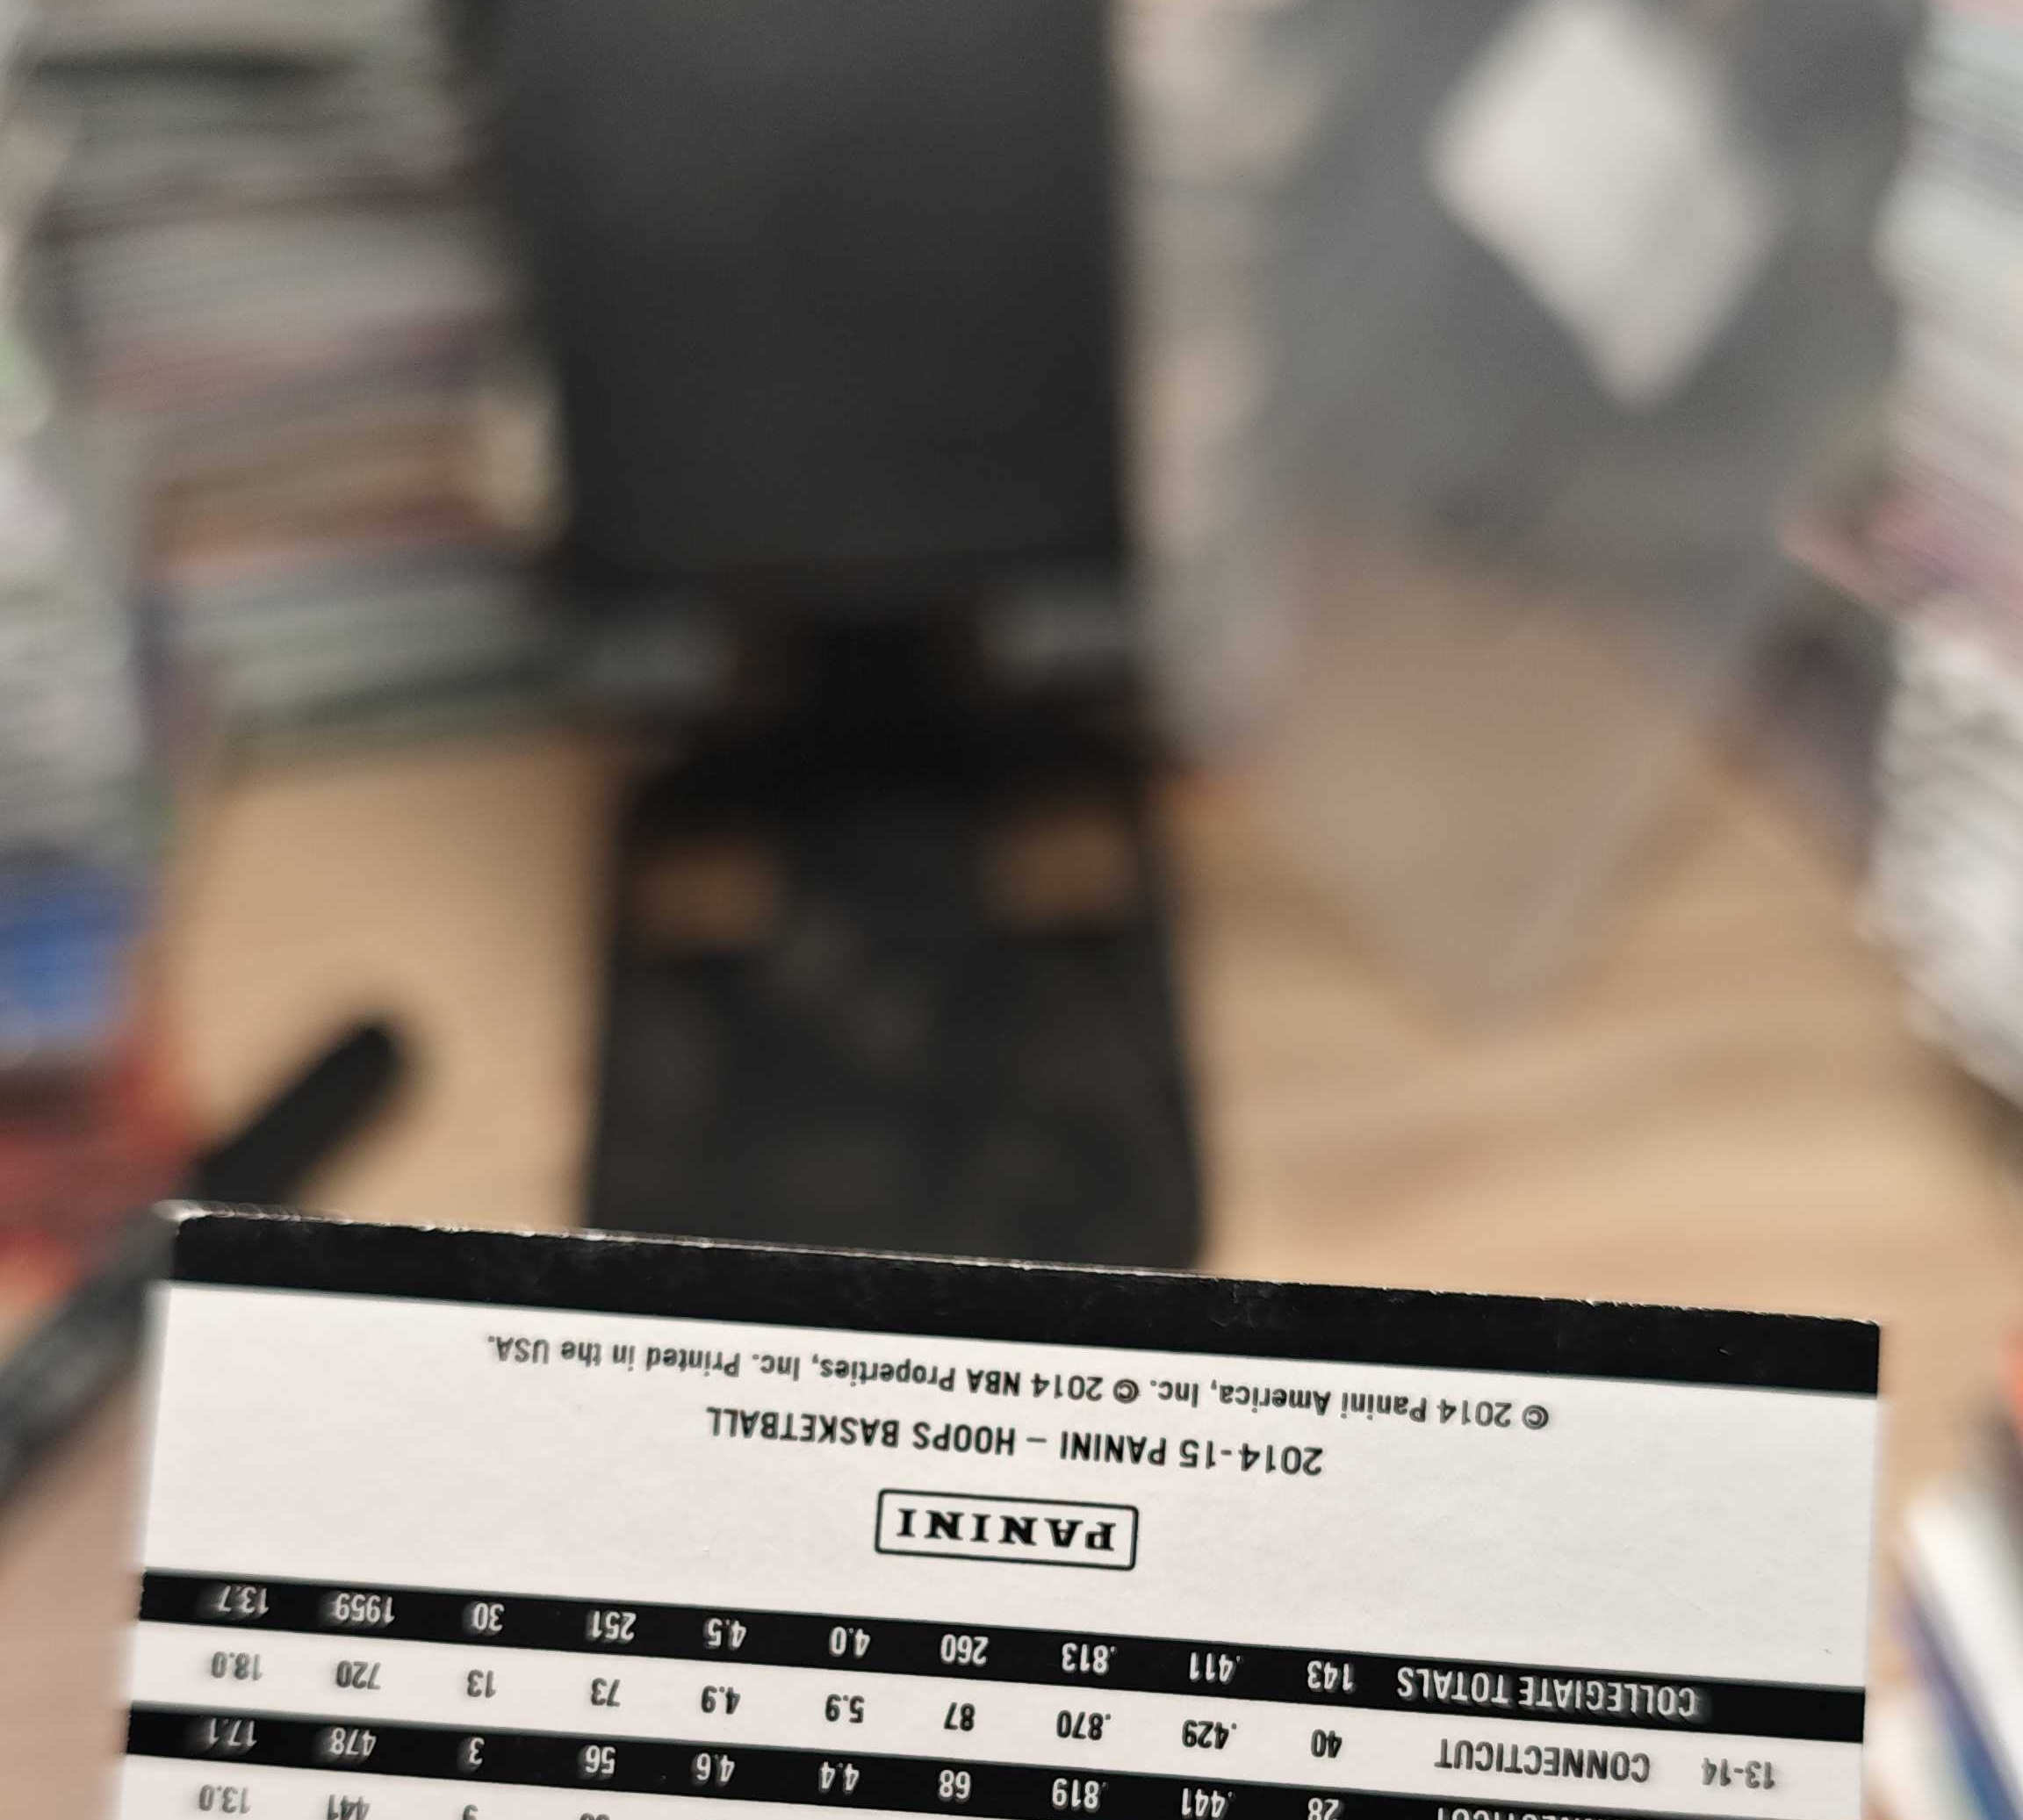 441 13.0
28 .441 .819 68 4.4 4.6 56 3 478 17.1
13-14 CONNECTICUT 40 .429 .870 87 5.9 4.9 73 13 720 18.0
COLLEGIATE TOTALS 143 .411 .813 260 4.0 4.5 251 30 1959 13.7
PANINI
2014-15 PANINI – HOOPS BASKETBALL
© 2014 Panini America, Inc. © 2014 NBA Properties, Inc. Printed in the USA.